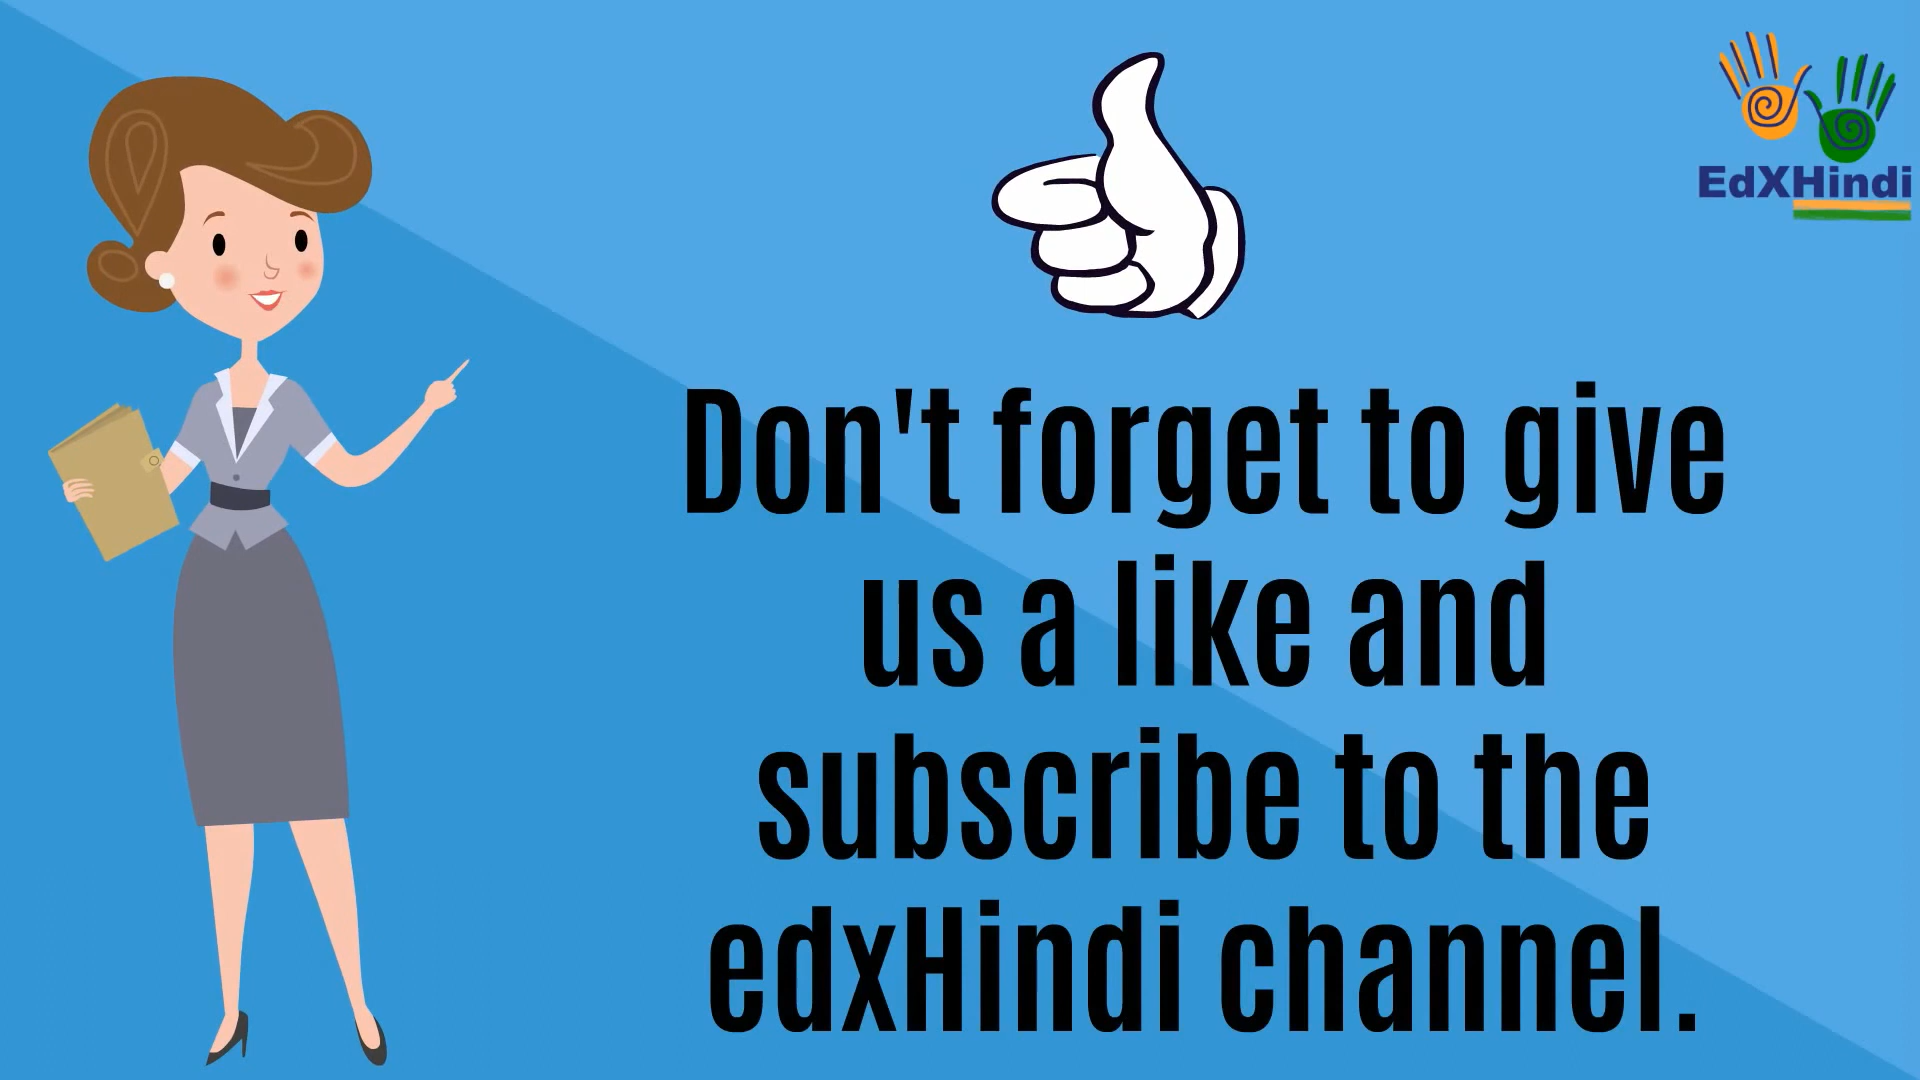 EdXHindi
Don't forget to give
us a like and
subscribe to the
edxHindi channel.